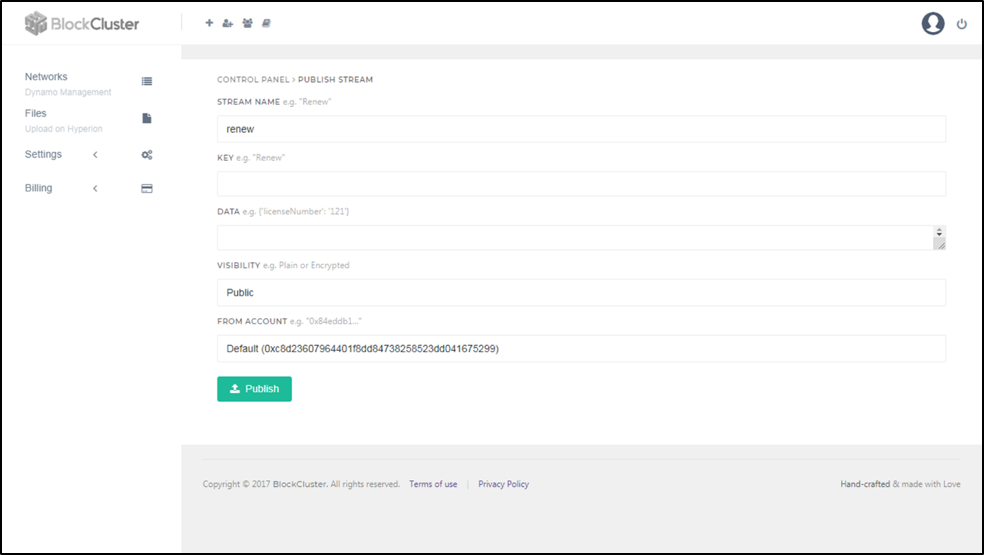 BlockCluster
Networks
Dynamo Management
Files
Upload on Hyperion
Settings
Billing
CONTROL PANEL > PUBLISH STREAM
STREAM NAME e.g. "Renew"
renew
KEY e.g. "Renew"
DATA e.g. {'licenseNumber': '121'}
VISIBILITY e.g. Plain or Encrypted
Public
FROM ACCOUNT e.g. "0x84eddb1..."
Default (0xc8d23607964401f8dd84738258523dd041675299)
Publish
Copyright © 2017 BlockCluster. All rights reserved. Terms of use | Privacy Policy Hand-crafted & made with Love